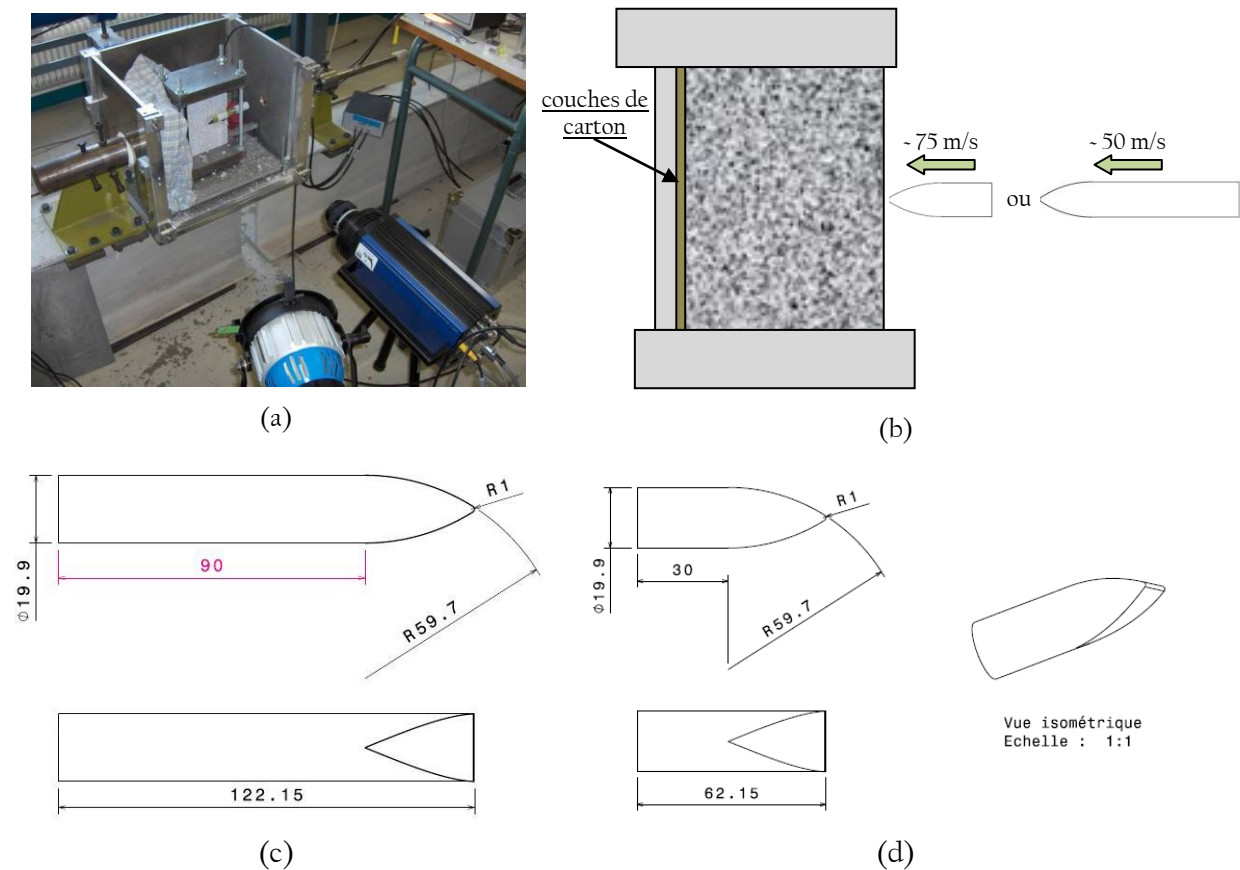 couches de
carton
~75 m/s
~50 m/s
ou
(a)
(b)
R1
Ø19.9
90
R59.7
122.15
(c)
R1
Ø19.9
30
R59.7
62.15
Vue isométrique
Echelle : 1:1
(d)